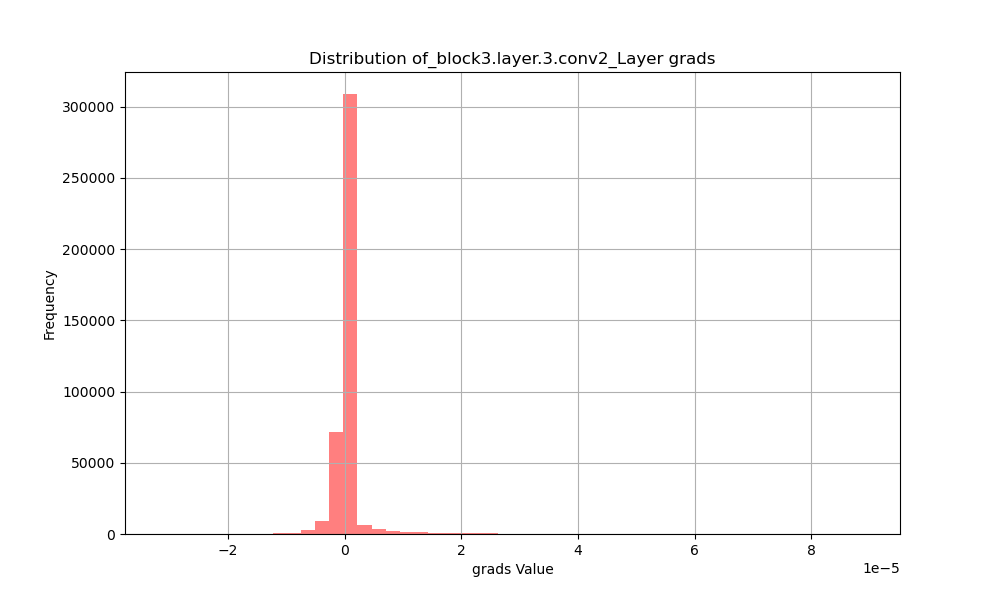 Distribution of_block3.layer.3.conv2_Layer grads
Frequency
300000
250000
200000
150000
100000
50000
0
−2 0 2 4 6 8
1e−5
grads Value